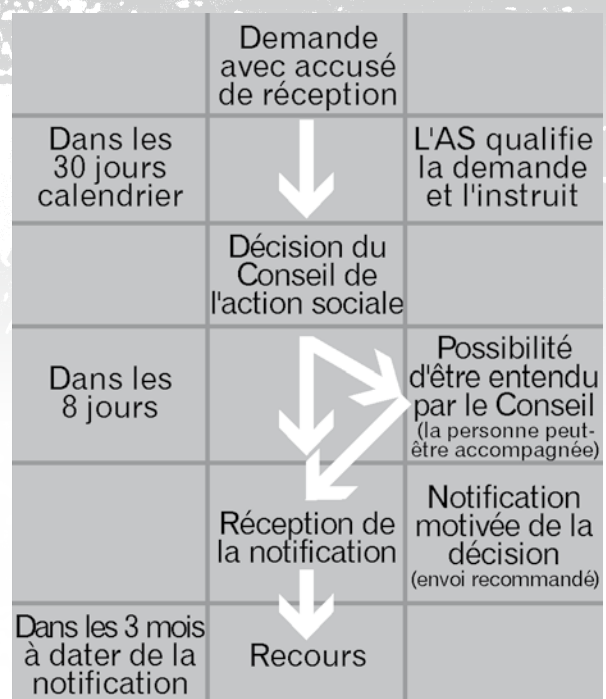 Demande
avec accusé
de réception
Dans les
30 jours
calendrier
L'AS qualifie
la demande
et l'instruit
Décision du
Conseil de
l'action sociale
Dans les
8 jours
Possibilité
d'être entendu
par le Conseil
(la personne peut-
être accompagnée)
Réception de
la notification
Notification
motivée de la
décision
(envoi recommandé)
Dans les 3 mois
à dater de la
notification
Recours